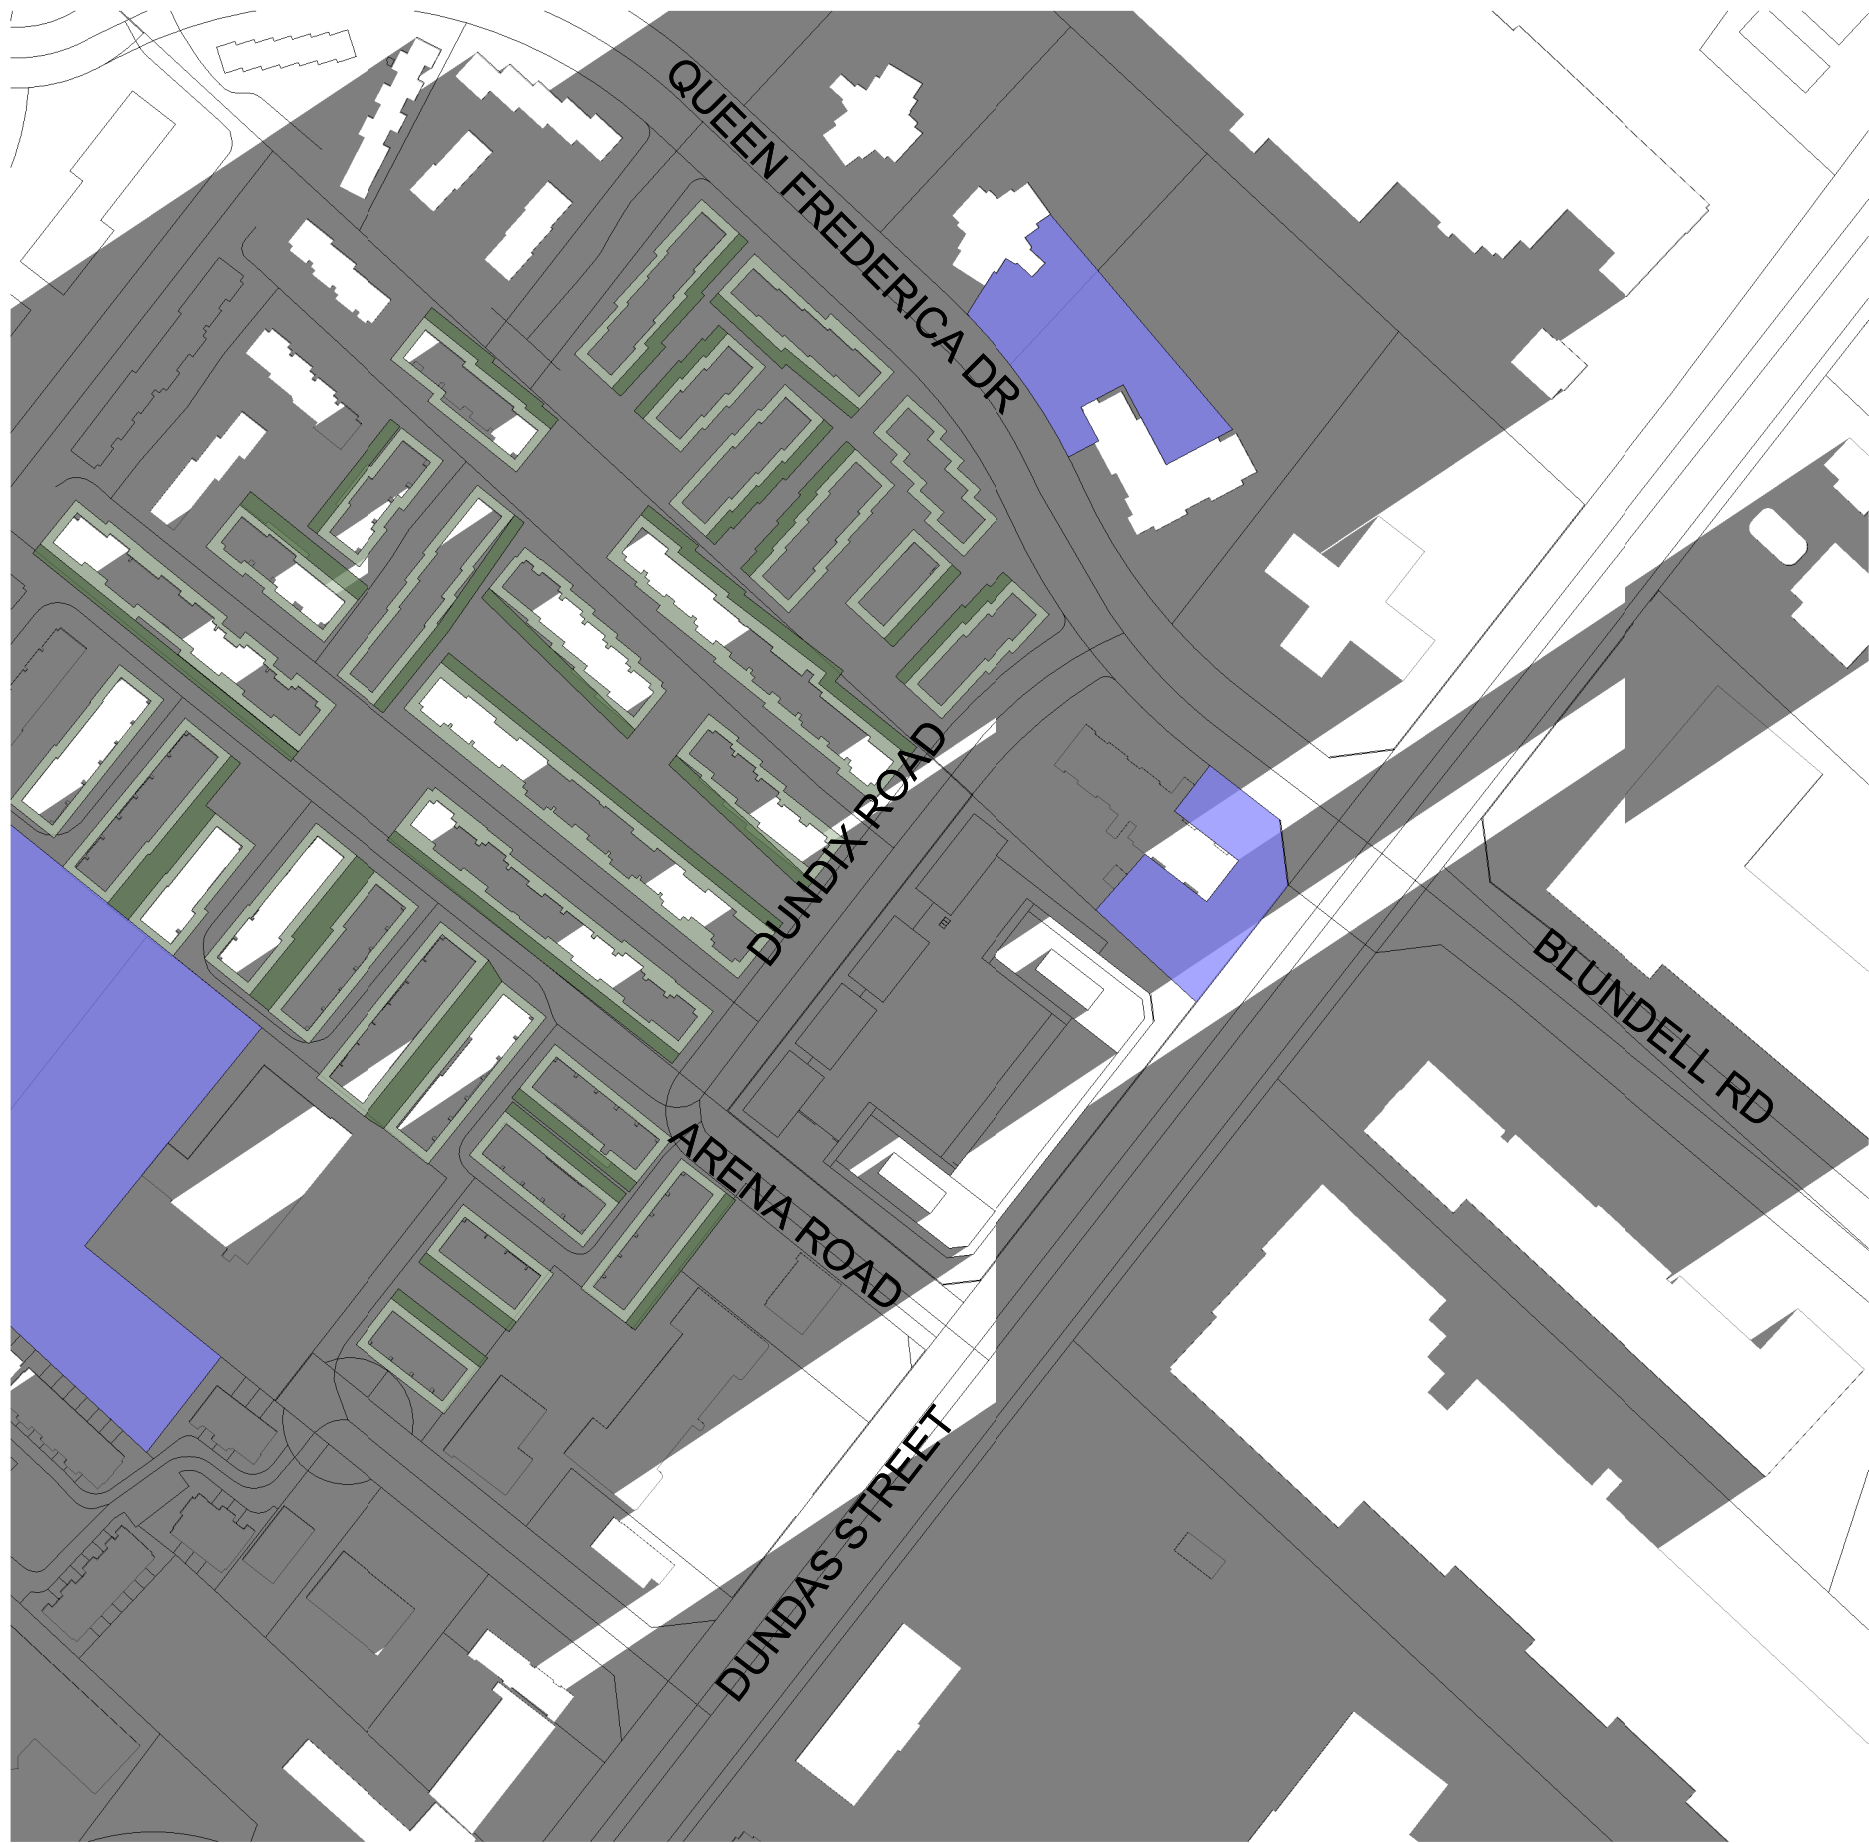 QUEEN FREDERICA DR
DUNDIX ROAD
BLUNDELL RD
ARENA ROAD
DUNDAS STREET